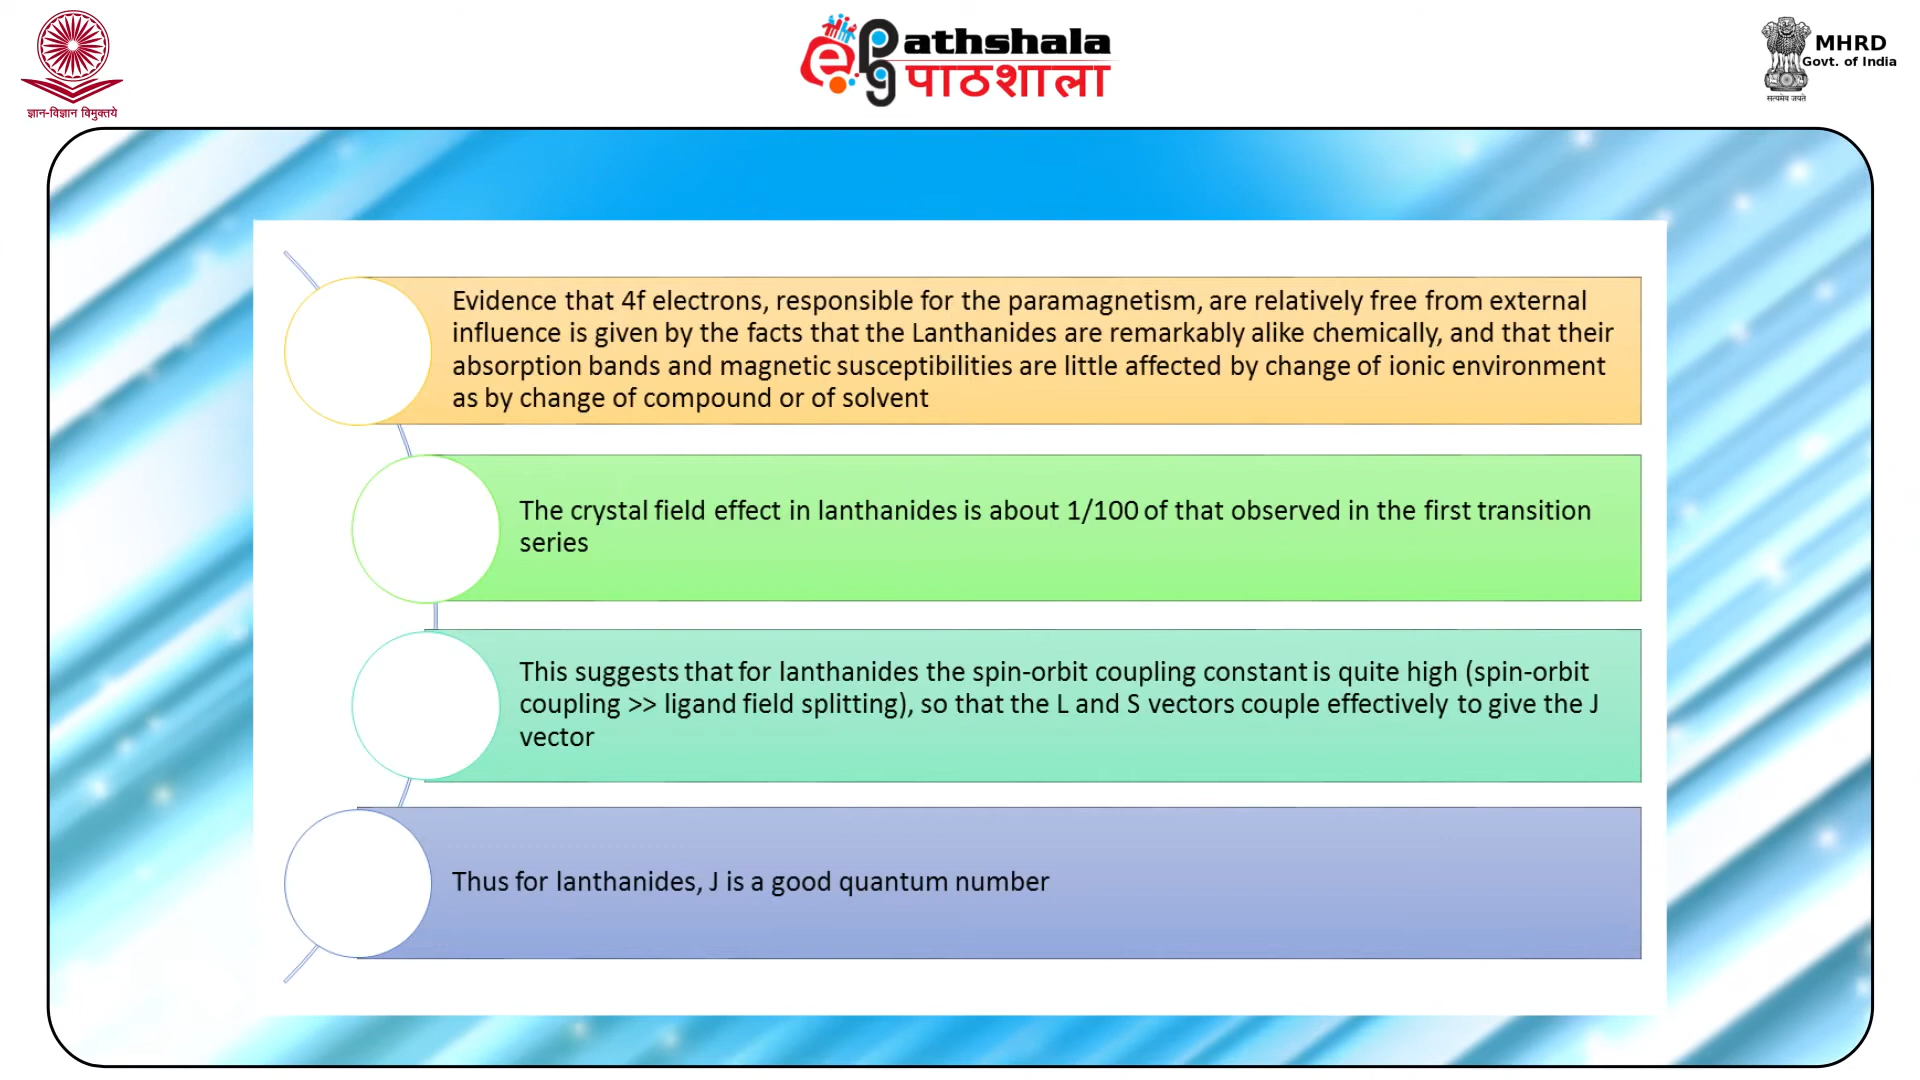 ज्ञान-विज्ञान विमुक्तये
ePg Pathshala
पाठशाला
MHRD
Govt. of India
सत्यमेव जयते
Evidence that 4f electrons, responsible for the paramagnetism, are relatively free from external
influence is given by the facts that the Lanthanides are remarkably alike chemically, and that their
absorption bands and magnetic susceptibilities are little affected by change of ionic environment
as by change of compound or of solvent
The crystal field effect in lanthanides is about 1/100 of that observed in the first transition
series
This suggests that for lanthanides the spin-orbit coupling constant is quite high (spin-orbit
coupling >> ligand field splitting), so that the L and S vectors couple effectively to give the J
vector
Thus for lanthanides, J is a good quantum number